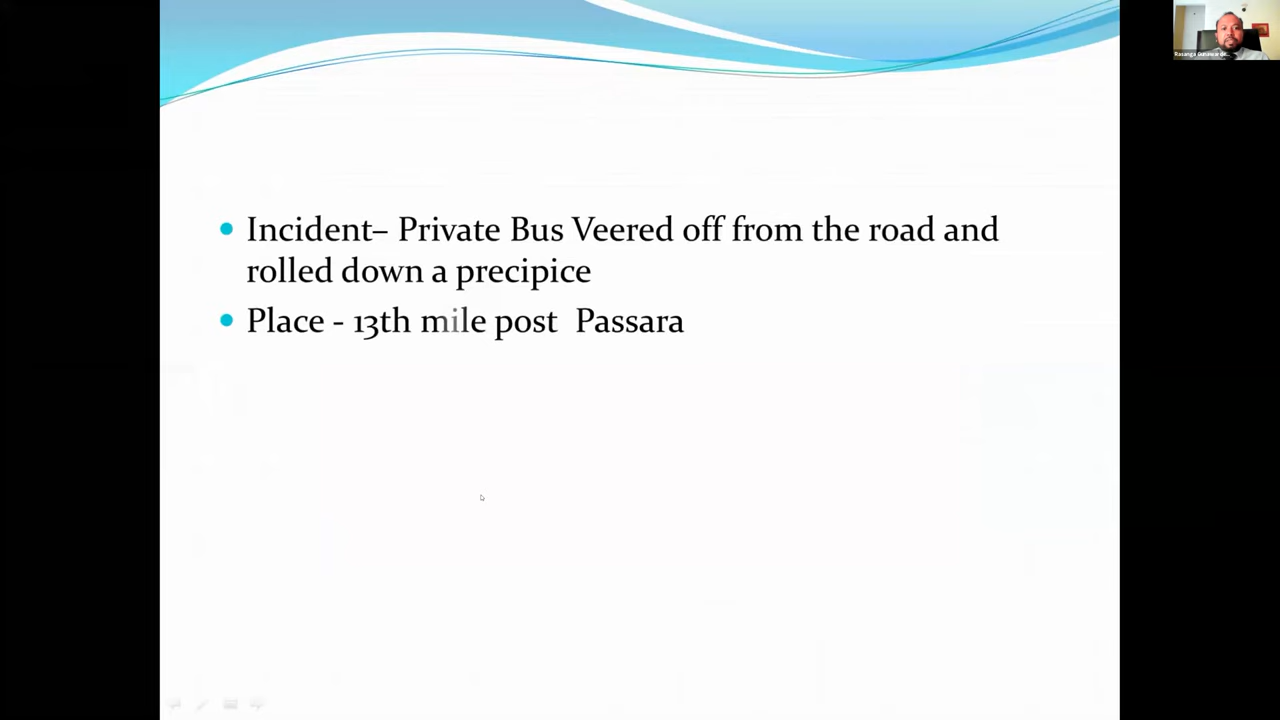 Incident– Private Bus Veered off from the road and
rolled down a precipice
Place - 13th mile post Passara